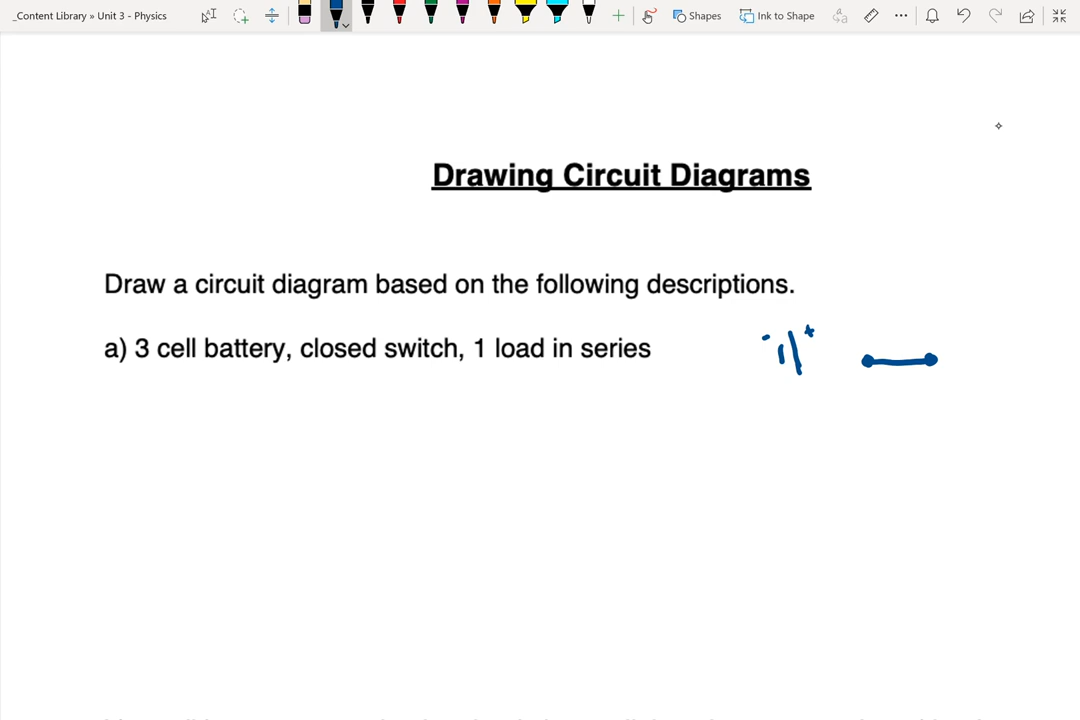 _Content Library » Unit 3 - Physics
Shapes
Ink to Shape
Drawing Circuit Diagrams
Draw a circuit diagram based on the following descriptions.
a) 3 cell battery, closed switch, 1 load in series
- +